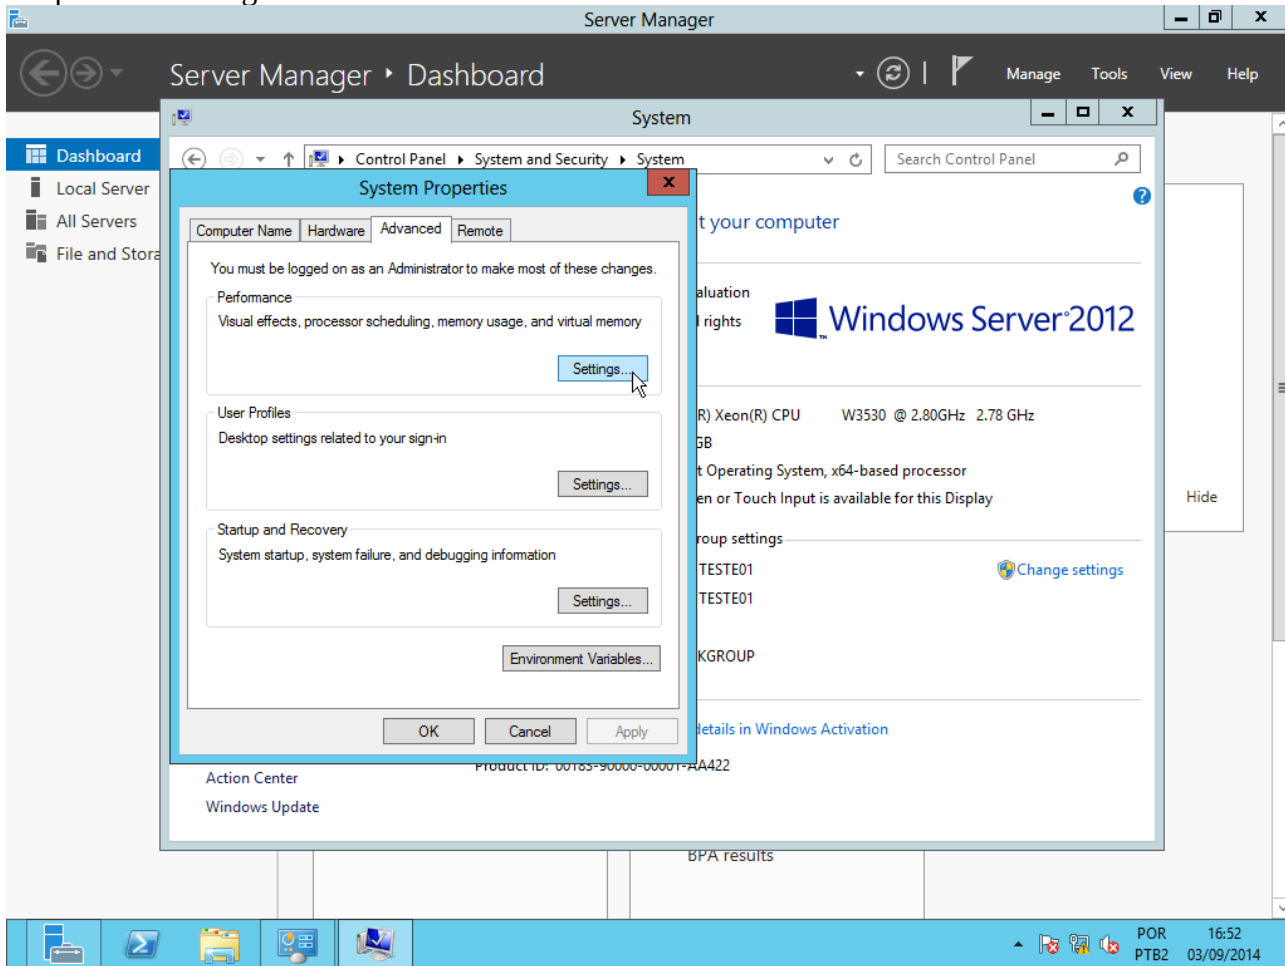 Server Manager
Server Manager • Dashboard
Manage Tools View Help
System
Dashboard
Local Server
All Servers
File and Stora
Control Panel System and Security System
Search Control Panel
System Properties
Computer Name Hardware Advanced Remote
You must be logged on as an Administrator to make most of these changes.
Performance
Visual effects, processor scheduling, memory usage, and virtual memory
Settings...
User Profiles
Desktop settings related to your sign-in
Settings...
Startup and Recovery
System startup, system failure, and debugging information
Settings...
Environment Variables...
OK Cancel Apply
t your computer
aluation
l rights
Windows Server 2012
R) Xeon(R) CPU W3530 @ 2.80GHz 2.78 GHz
GB
t Operating System, x64-based processor
en or Touch Input is available for this Display
Hide
roup settings
TESTE01
Change settings
TESTE01
KGROUP
details in Windows Activation
Product ID: 00183-90000-00001-AA422
Action Center
Windows Update
BPA results
POR 16:52
PTB2 03/09/2014